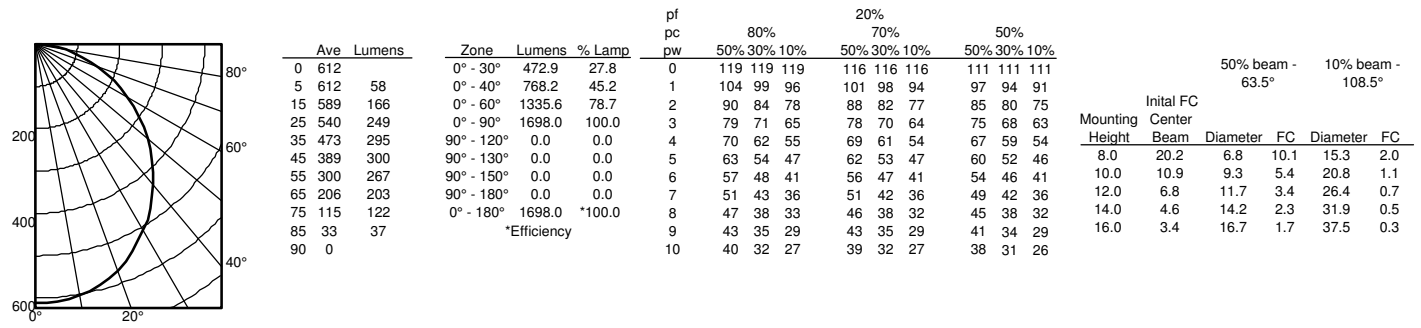 200
400
600
0°
20°
40°
60°
80°
Ave Lumens
0 612
5 612 58
15 589 166
25 540 249
35 473 295
45 389 300
55 300 267
65 206 203
75 115 122
85 33 37
90 0
Zone Lumens % Lamp
0° - 30° 472.9 27.8
0° - 40° 768.2 45.2
0° - 60° 1335.6 78.7
0° - 90° 1698.0 100.0
90° - 120° 0.0 0.0
90° - 130° 0.0 0.0
90° - 150° 0.0 0.0
90° - 180° 0.0 0.0
0° - 180° 1698.0 *100.0
*Efficiency
pf 20%
pc 80% 70% 50%
pw 50% 30% 10% 50% 30% 10% 50% 30% 10%
0 119 119 119 116 116 116 111 111 111
1 104 99 96 101 98 94 97 94 91
2 90 84 78 88 82 77 85 80 75
3 79 71 65 78 70 64 75 68 63
4 70 62 55 69 61 54 67 59 54
5 63 54 47 62 53 47 60 52 46
6 57 48 41 56 47 41 54 46 41
7 51 43 36 51 42 36 49 42 36
8 47 38 33 46 38 32 45 38 32
9 43 35 29 43 35 29 41 34 29
10 40 32 27 39 32 27 38 31 26
50% beam - 10% beam -
63.5° 108.5°
Inital FC
Mounting Center
Height Beam Diameter FC Diameter FC
8.0 20.2 6.8 10.1 15.3 2.0
10.0 10.9 9.3 5.4 20.8 1.1
12.0 6.8 11.7 3.4 26.4 0.7
14.0 4.6 14.2 2.3 31.9 0.5
16.0 3.4 16.7 1.7 37.5 0.3